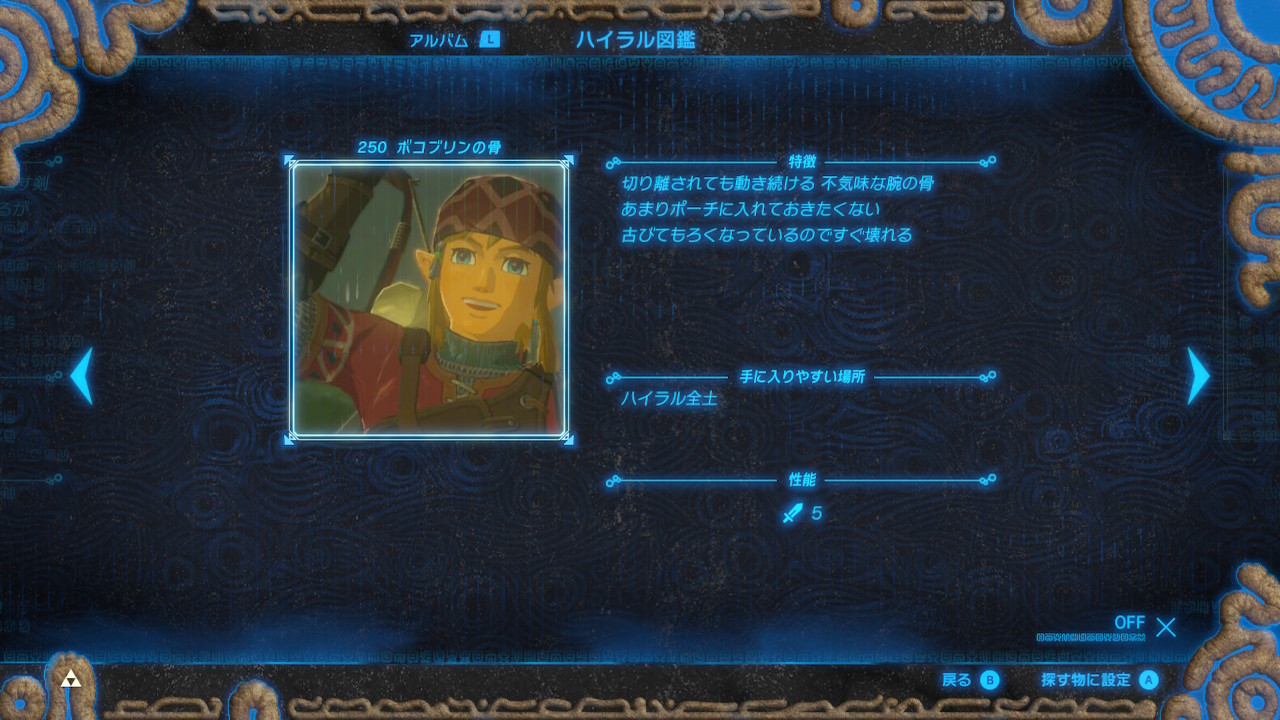 アルバム L
ハイラル図鑑
250 ボコブリンの骨
特徴
切り離されても動き続ける 不気味な腕の骨
あまりポーチに入れておきたくない
古びてもろくなっているのですぐ壊れる
手に入りやすい場所
ハイラル全土
性能
5
OFF
戻る B
探す物に設定 A